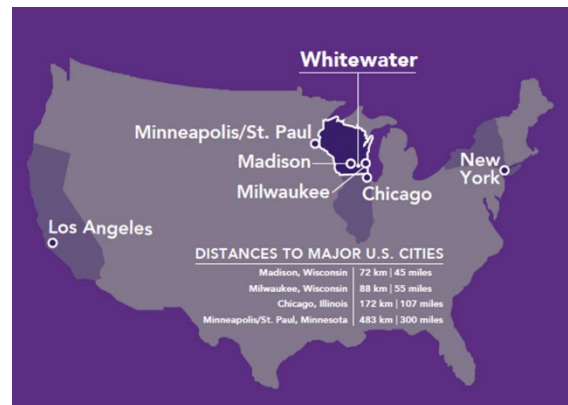 Whitewater
Minneapolis/St. Paul
Madison
Milwaukee
Chicago
New
York
Los Angeles
DISTANCES TO MAJOR U.S. CITIES
Madison, Wisconsin | 72 km | 45 miles
Milwaukee, Wisconsin | 88 km | 55 miles
Chicago, Illinois | 172 km | 107 miles
Minneapolis/St. Paul, Minnesota | 483 km | 300 miles